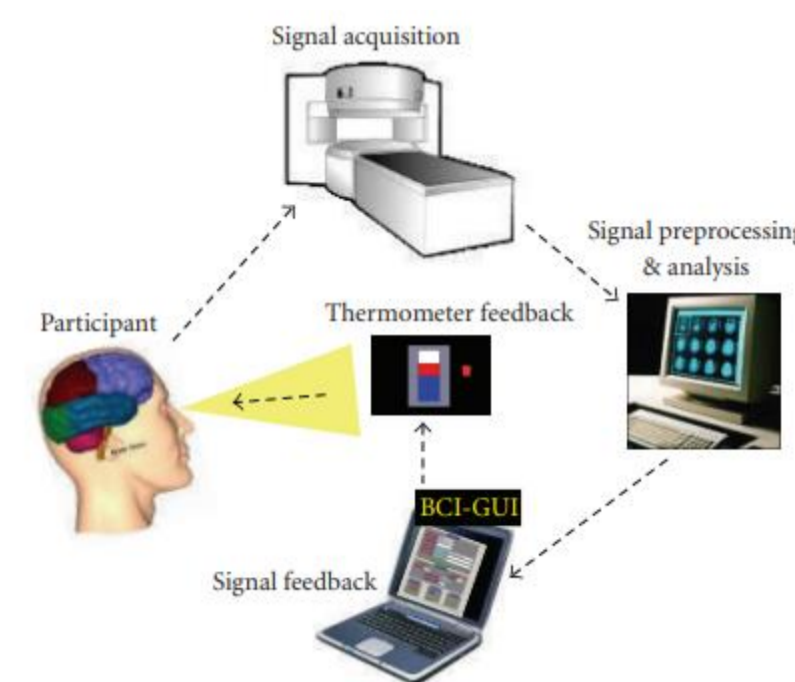 Signal acquisition
Signal preprocessing
& analysis
Participant
Thermometer feedback
BCI-GUI
Signal feedback